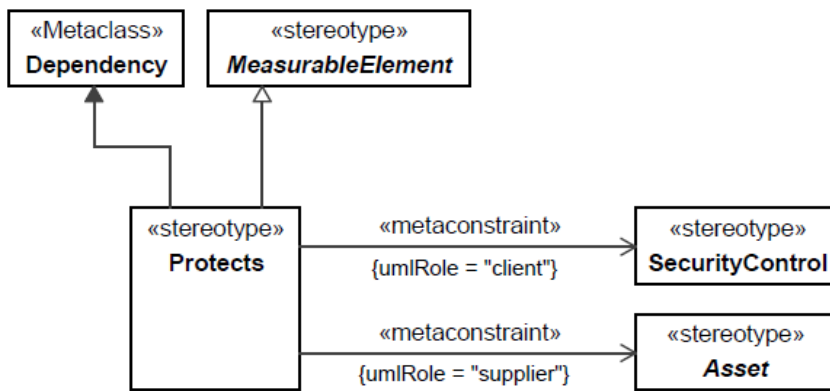 «Metaclass»
Dependency
«stereotype»
MeasurableElement
«stereotype»
Protects
«metaconstraint»
{umlRole = "client"}
«stereotype»
SecurityControl
«metaconstraint»
{umlRole = "supplier"}
«stereotype»
Asset